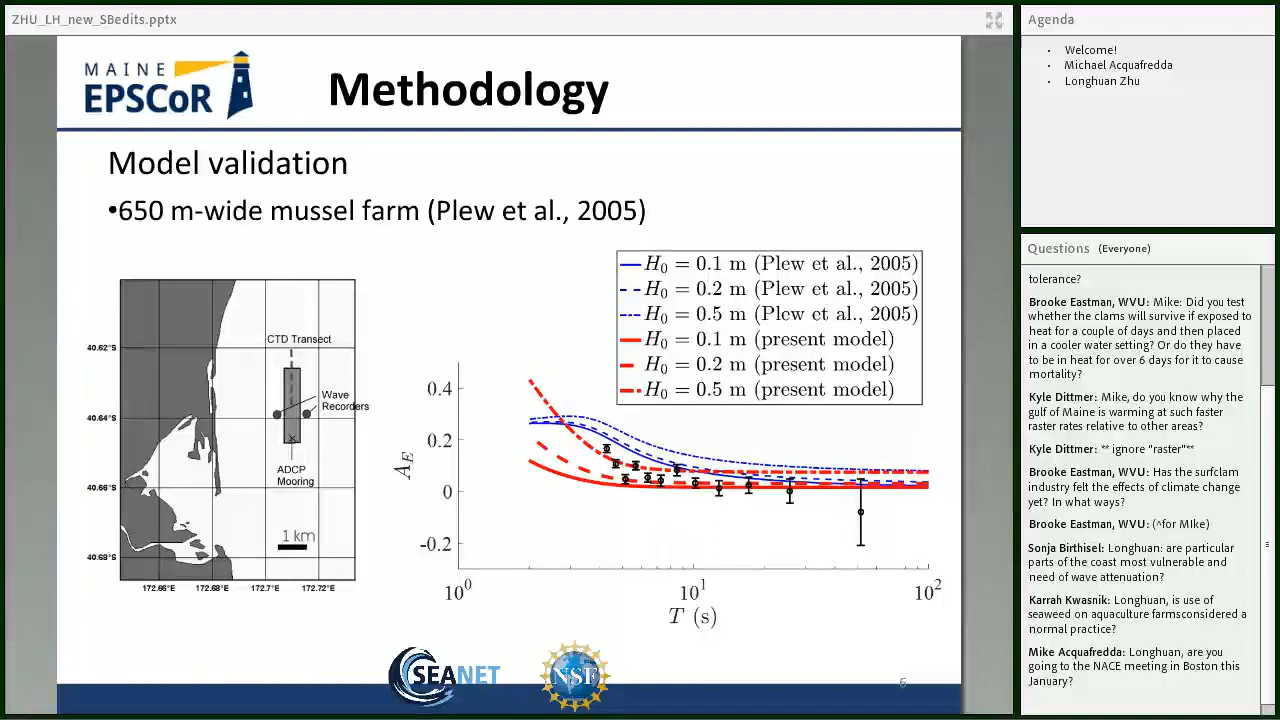 ZHU_LH_new_SBedits.pptx
MAINE
EPSCoR
Methodology
Model validation
•650 m-wide mussel farm (Plew et al., 2005)
CTD Transect
40.62°S
Wave
Recorders
40.64°S
ADCP
Mooring
40.66°S
1 km
40.68°S
172.66°E 172.68°E 172.7°E 172.72°E
H₀ = 0.1 m (Plew et al., 2005)
H₀ = 0.2 m (Plew et al., 2005)
H₀ = 0.5 m (Plew et al., 2005)
H₀ = 0.1 m (present model)
H₀ = 0.2 m (present model)
H₀ = 0.5 m (present model)
0.4
0.2
0
-0.2
A_E
10⁰ 10¹ 10²
T (s)
SEANET
NSF
Agenda
• Welcome!
• Michael Acquafredda
• Longhuan Zhu
Questions (Everyone)
tolerance?
Brooke Eastman, WVU: Mike: Did you test
whether the clams will survive if exposed to
heat for a couple of days and then placed
in a cooler water setting? Or do they have
to be in heat for over 6 days for it to cause
mortality?
Kyle Dittmer: Mike, do you know why the
gulf of Maine is warming at such faster
raster rates relative to other areas?
Kyle Dittmer: ** ignore "raster"**
Brooke Eastman, WVU: Has the surfclam
industry felt the effects of climate change
yet? In what ways?
Brooke Eastman, WVU: (^for MIke)
Sonja Birthisel: Longhuan: are particular
parts of the coast most vulnerable and
need of wave attenuation?
Karrah Kwasnik: Longhuan, is use of
seaweed on aquaculture farmsconsidered a
normal practice?
Mike Acquafredda: Longhuan, are you
going to the NACE meeting in Boston this
January?